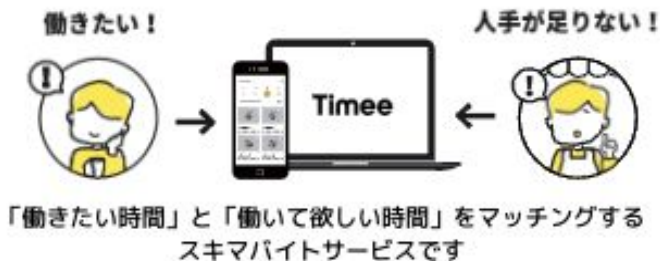 働きたい！
人手が足りない！
Timee
「働きたい時間」と「働いて欲しい時間」をマッチングする
スキマバイトサービスです